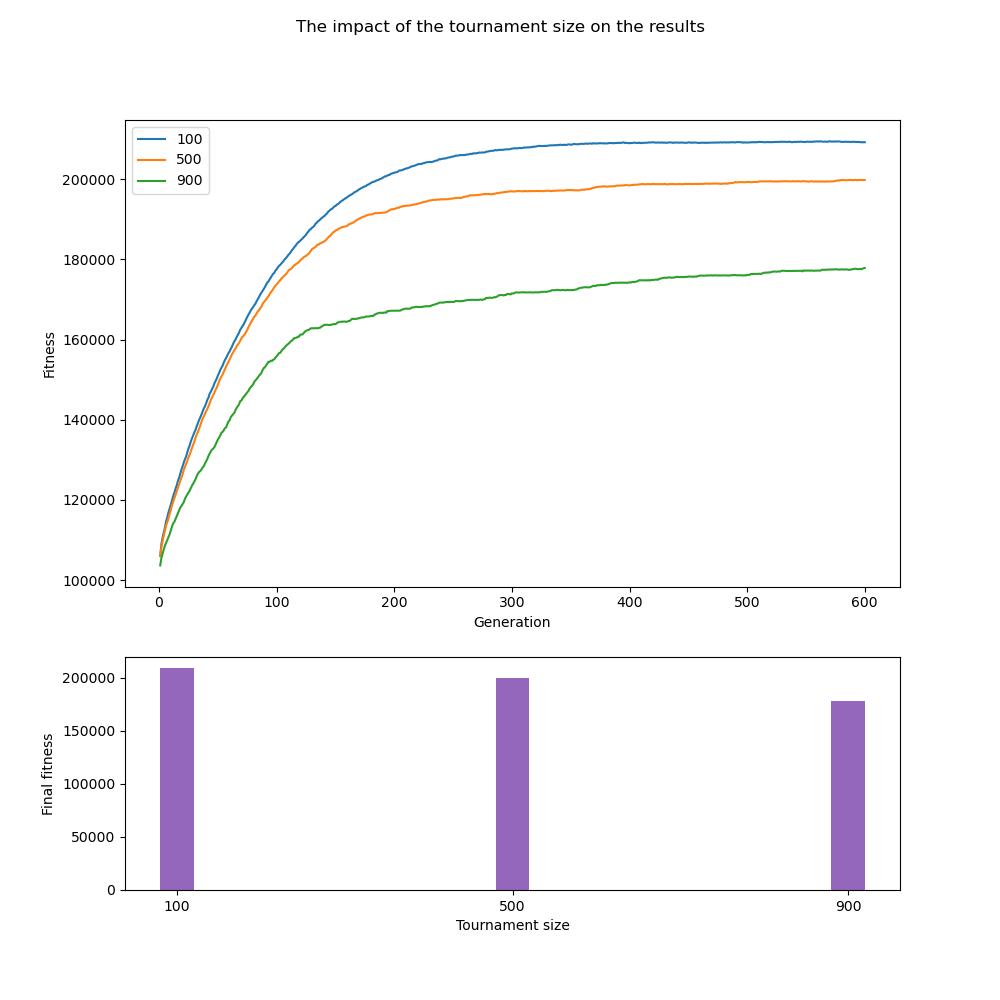 The impact of the tournament size on the results
100
500
900
200000
180000
160000
140000
120000
100000
Fitness
0 100 200 300 400 500 600
Generation
200000
150000
100000
50000
0
Final fitness
100 500 900
Tournament size